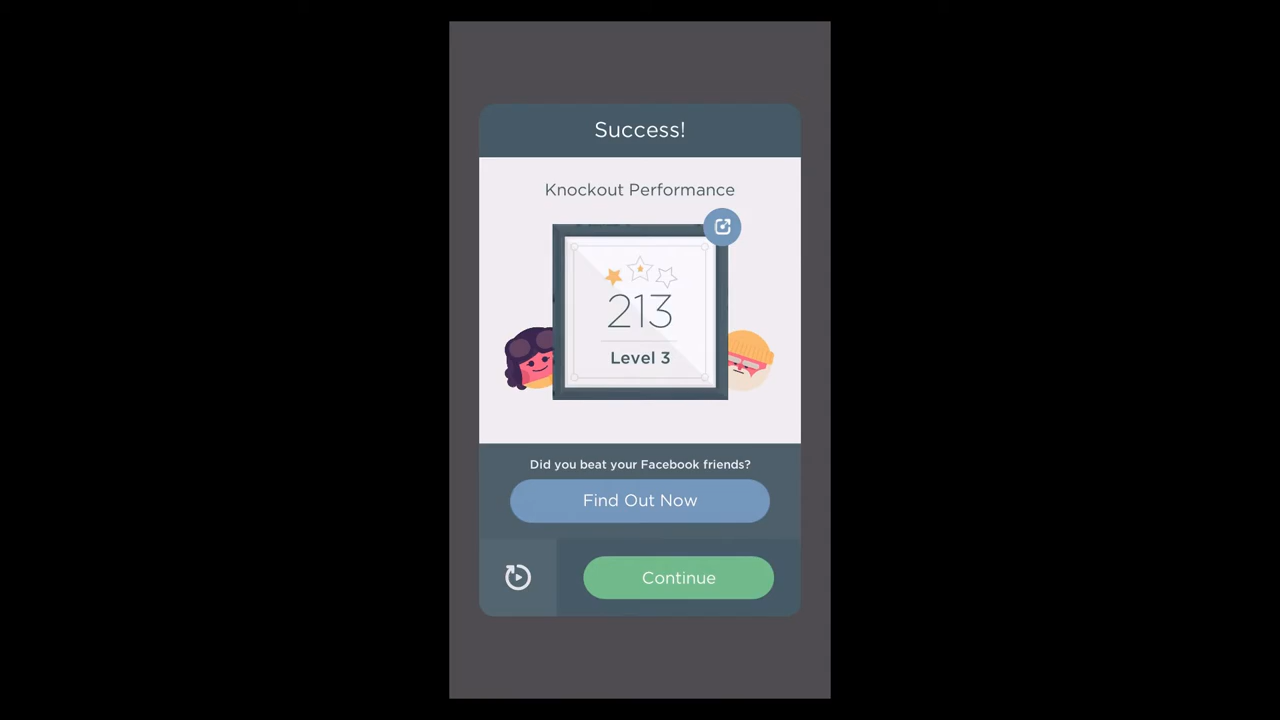 Success!
Knockout Performance
213
Level 3
Did you beat your Facebook friends?
Find Out Now
Continue